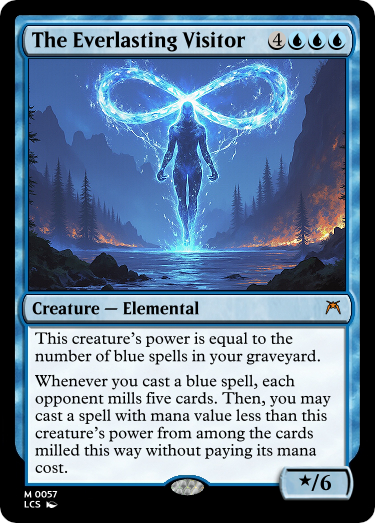 The Everlasting Visitor 4
Creature — Elemental
This creature's power is equal to the
number of blue spells in your graveyard.
Whenever you cast a blue spell, each
opponent mills five cards. Then, you may
cast a spell with mana value less than this
creature's power from among the cards
milled this way without paying its mana
cost.
★/6
M 0057
LCS